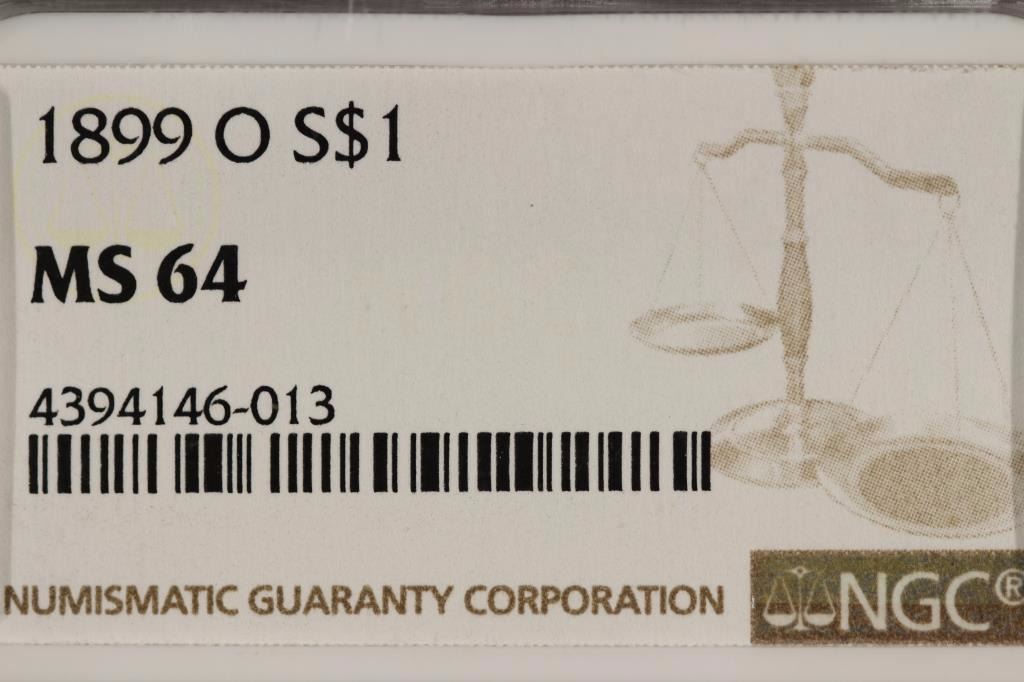 1899 O S$1
MS 64
4394146-013
NUMISMATIC GUARANTY CORPORATION
NGC®